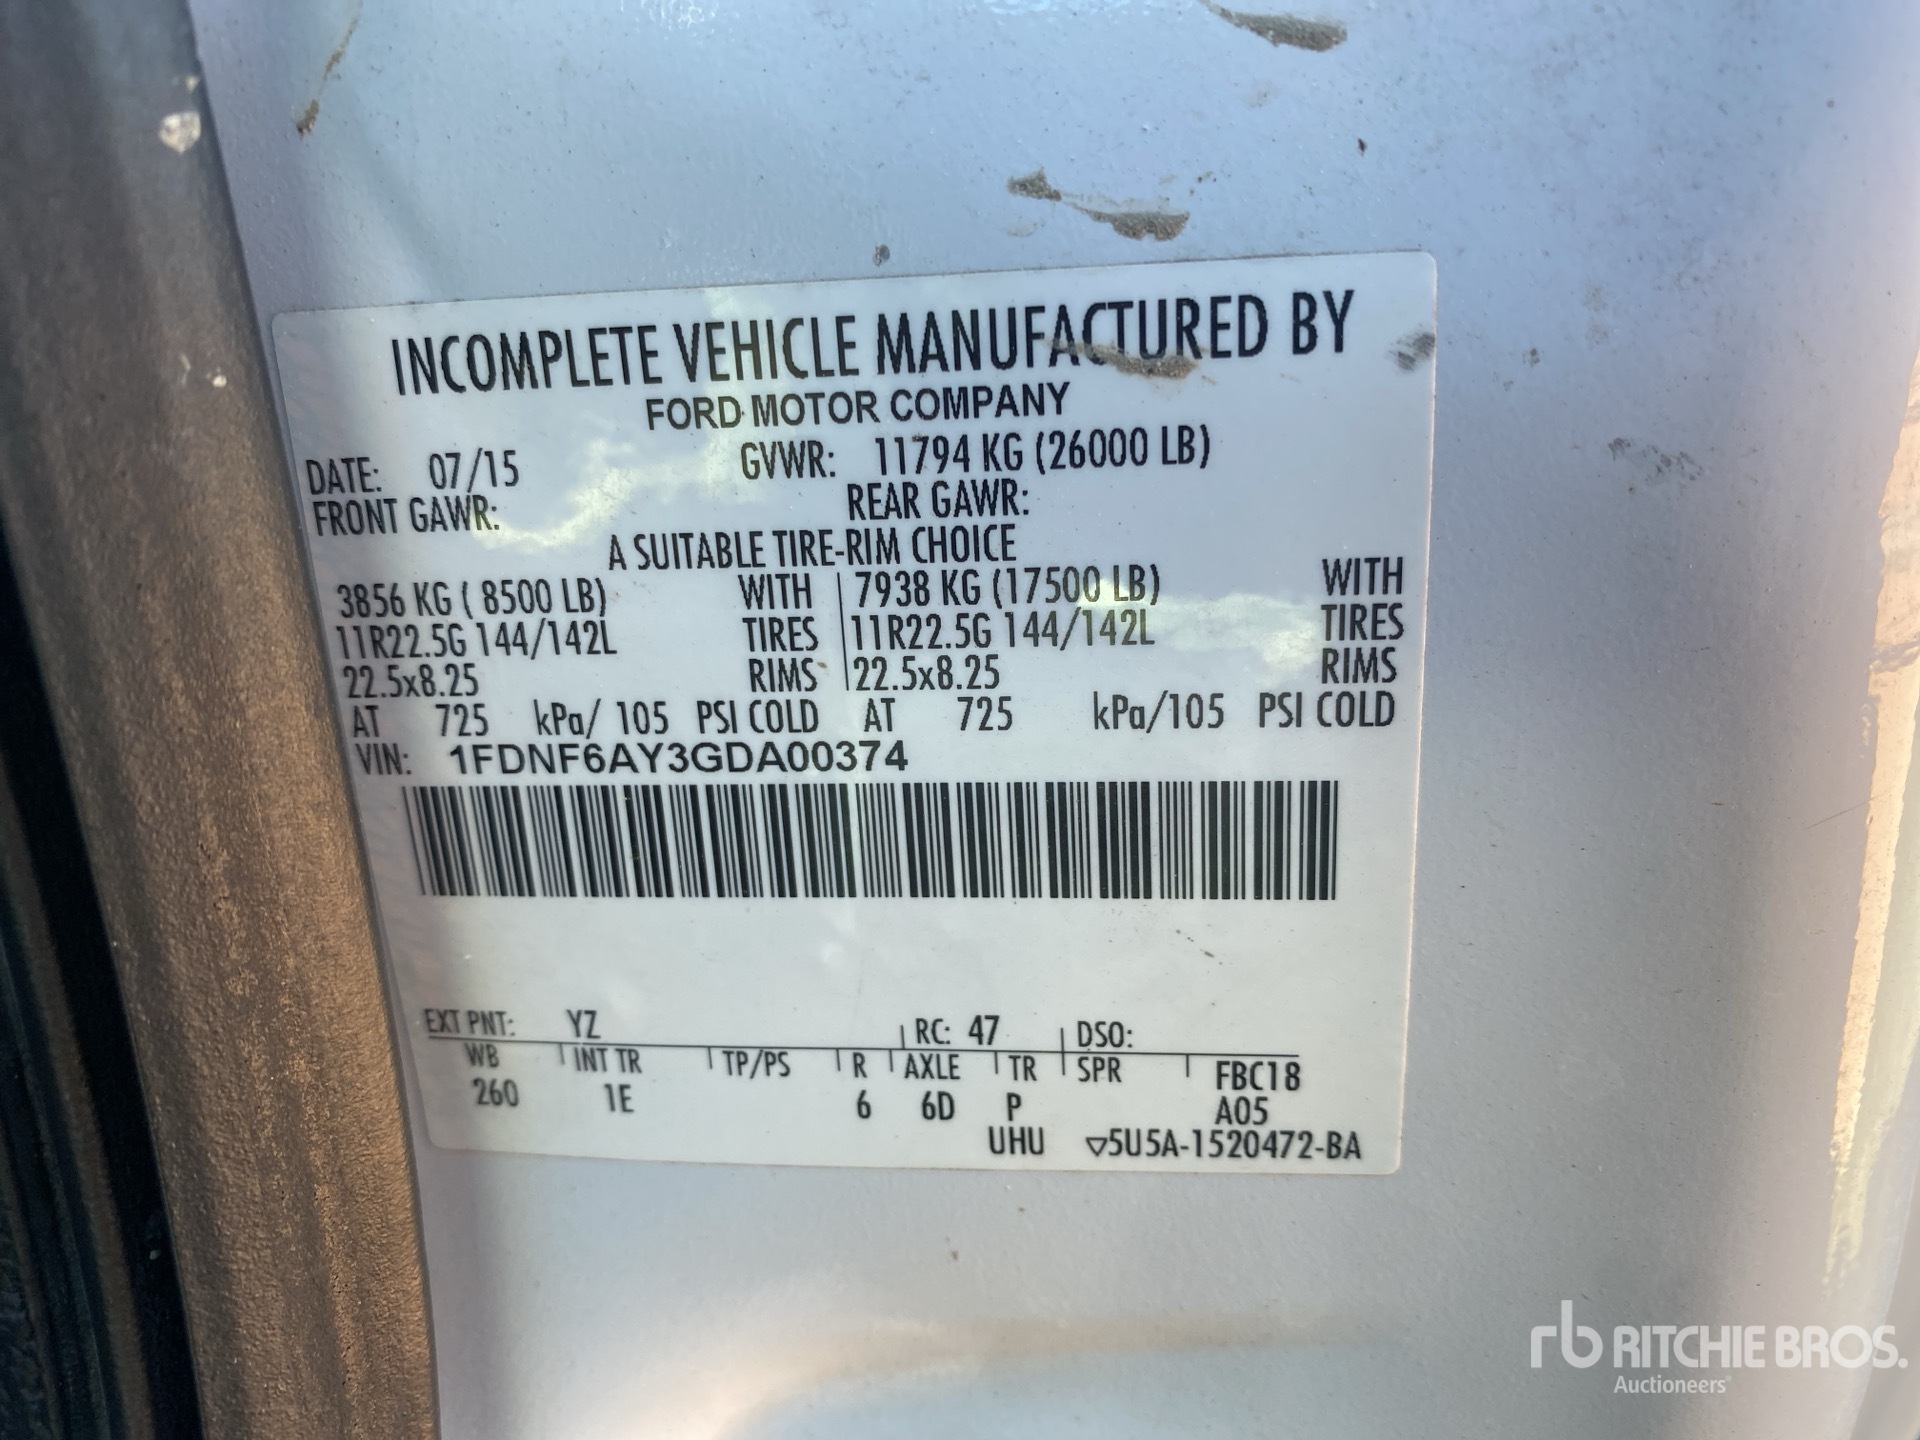 INCOMPLETE VEHICLE MANUFACTURED BY
FORD MOTOR COMPANY
DATE: 07/15 GVWR: 11794 KG (26000 LB)
FRONT GAWR: REAR GAWR:
A SUITABLE TIRE-RIM CHOICE
3856 KG ( 8500 LB) WITH 7938 KG (17500 LB) WITH
11R22.5G 144/142L TIRES 11R22.5G 144/142L TIRES
22.5x8.25 RIMS 22.5x8.25 RIMS
AT 725 kPa/ 105 PSI COLD AT 725 kPa/105 PSI COLD
VIN: 1FDNF6AY3GDA00374
EXT PNT: YZ RC: 47 DSO:
WB INT TR TP/PS R AXLE TR SPR FBC18
260 1E 6 6D P A05
UHU ▽5U5A-1520472-BA
rb RITCHIE BROS.
Auctioneers